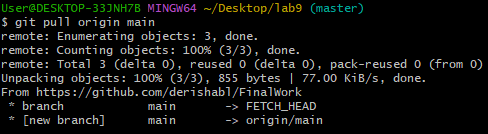 User@DESKTOP-33JNH7B MINGW64 ~/Desktop/lab9 (master)
$ git pull origin main
remote: Enumerating objects: 3, done.
remote: Counting objects: 100% (3/3), done.
remote: Total 3 (delta 0), reused 0 (delta 0), pack-reused 0 (from 0)
Unpacking objects: 100% (3/3), 855 bytes | 77.00 KiB/s, done.
From https://github.com/derishabl/FinalWork
 * branch            main       -> FETCH_HEAD
 * [new branch]      main       -> origin/main